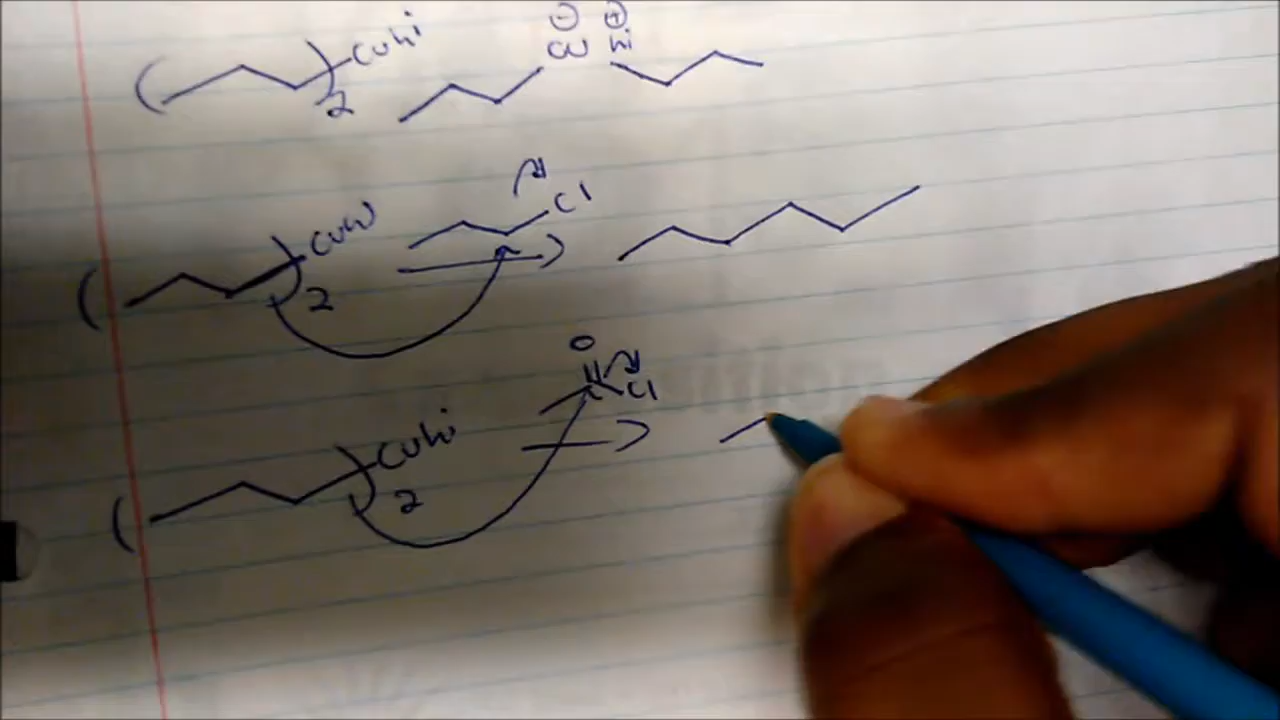 ( )₂ CuLi Cu ⊖ Li ⊕
( )₂ CuLi Cl
( )₂ CuLi O Cl